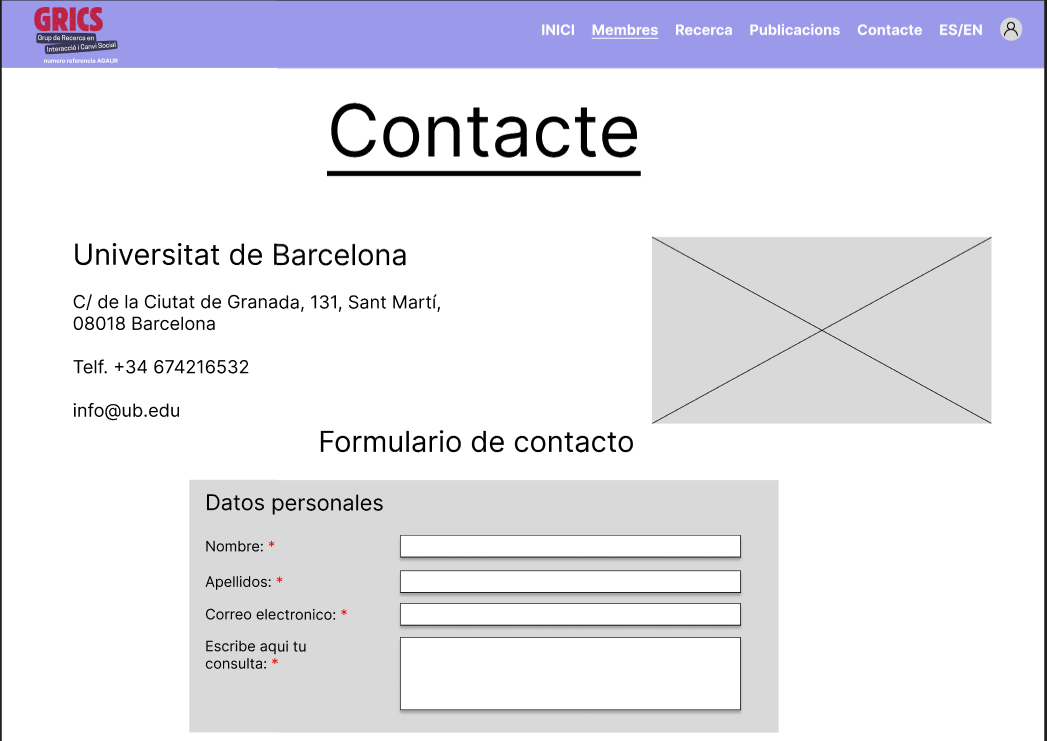 GRICS
Grup de Recerca en
Interacció i Canvi Social
numero referencia AGAUR
INICI Membres Recerca Publicacions Contacte ES/EN
Contacte
Universitat de Barcelona
C/ de la Ciutat de Granada, 131, Sant Martí,
08018 Barcelona
Telf. +34 674216532
info@ub.edu
Formulario de contacto
Datos personales
Nombre: *
Apellidos: *
Correo electronico: *
Escribe aqui tu
consulta: *